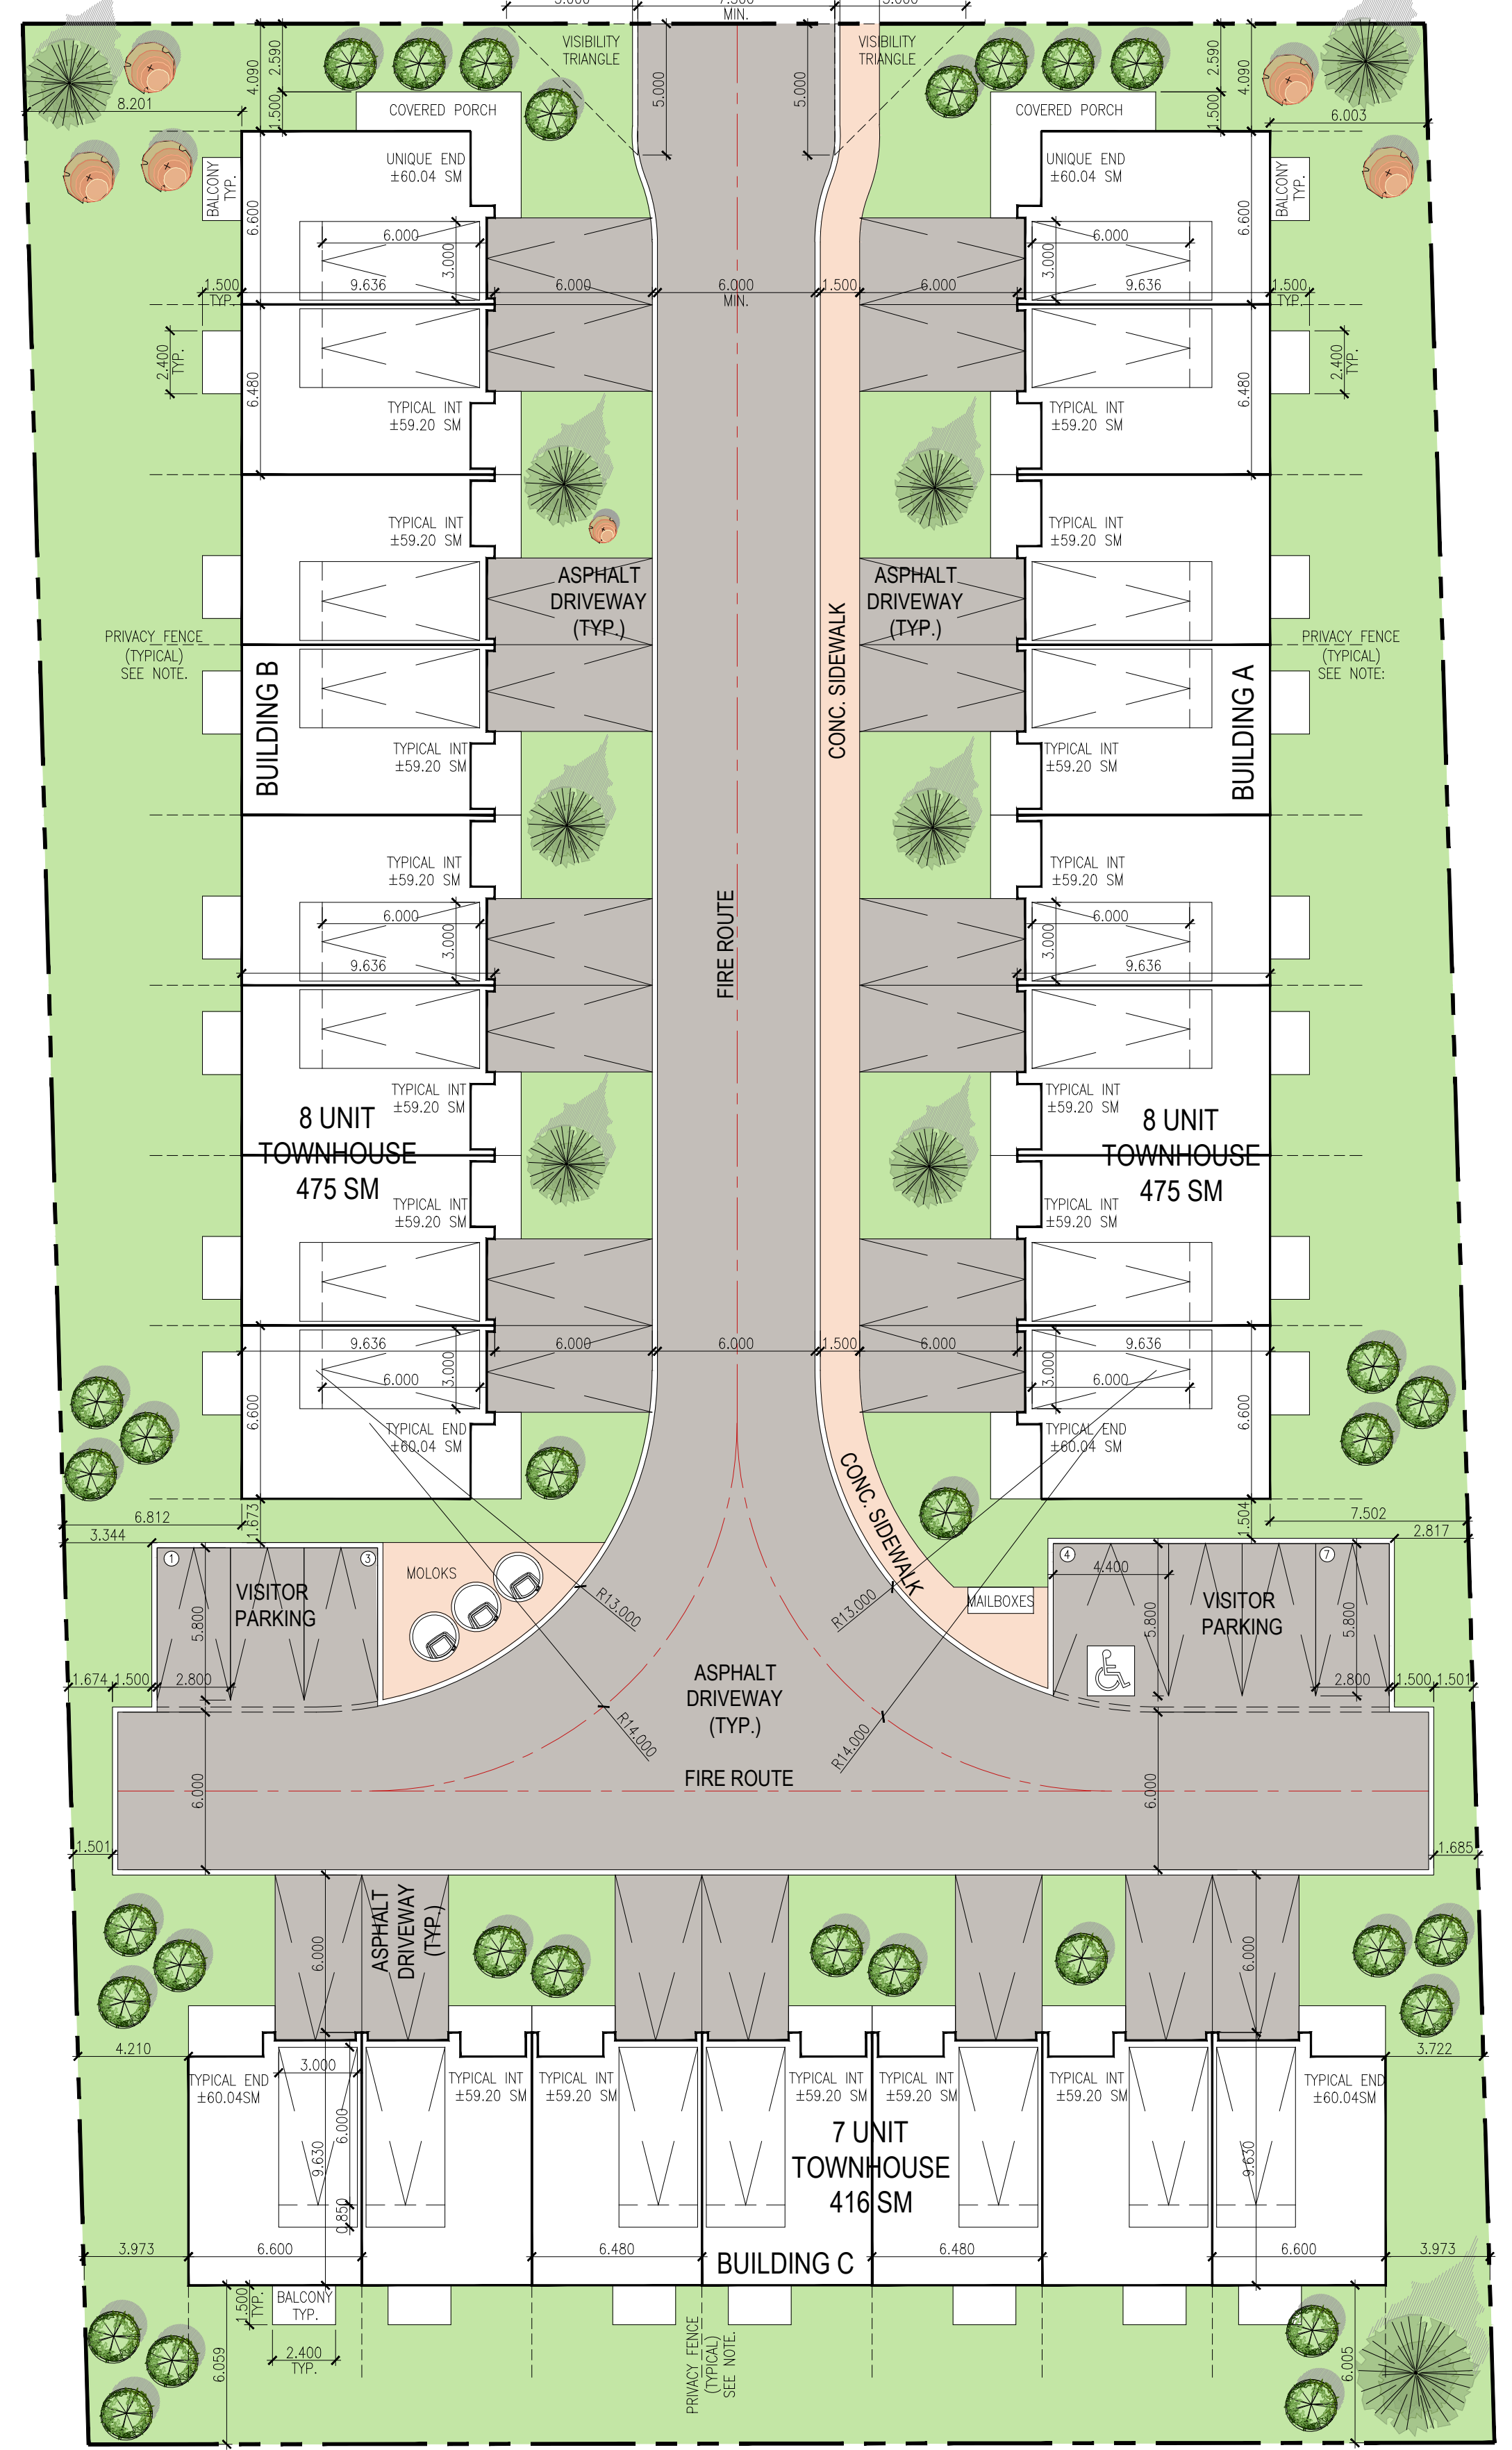 7.500
MIN.
VISIBILITY
TRIANGLE
VISIBILITY
TRIANGLE
4.090
2.590
1.500
5.000
5.000
2.590
4.090
1.500
8.201
6.003
COVERED PORCH
COVERED PORCH
UNIQUE END
±60.04 SM
UNIQUE END
±60.04 SM
BALCONY
TYP.
BALCONY
TYP.
6.600
6.000
3.000
6.000
3.000
6.600
1.500
TYP.
9.636
6.000
6.000
MIN.
1.500
6.000
9.636
1.500
TYP.
2.400
TYP.
6.480
6.480
2.400
TYP.
TYPICAL INT
±59.20 SM
TYPICAL INT
±59.20 SM
TYPICAL INT
±59.20 SM
TYPICAL INT
±59.20 SM
ASPHALT
DRIVEWAY
(TYP.)
ASPHALT
DRIVEWAY
(TYP.)
CONC. SIDEWALK
PRIVACY FENCE
(TYPICAL)
SEE NOTE.
PRIVACY FENCE
(TYPICAL)
SEE NOTE:
BUILDING B
BUILDING A
TYPICAL INT
±59.20 SM
TYPICAL INT
±59.20 SM
TYPICAL INT
±59.20 SM
TYPICAL INT
±59.20 SM
FIRE ROUTE
6.000
3.000
9.636
6.000
3.000
9.636
TYPICAL INT
±59.20 SM
TYPICAL INT
±59.20 SM
8 UNIT
TOWNHOUSE
475 SM
8 UNIT
TOWNHOUSE
475 SM
TYPICAL INT
±59.20 SM
TYPICAL INT
±59.20 SM
9.636
6.000
6.000
1.500
6.000
9.636
6.000
3.000
6.000
3.000
6.600
6.600
TYPICAL END
±60.04 SM
TYPICAL END
±60.04 SM
CONC. SIDEWALK
6.812
1.673
3.344
1.504
7.502
2.817
1
3
VISITOR
PARKING
5.800
MOLOKS
R13.000
R13.000
MAILBOXES
4
7
4.400
5.800
VISITOR
PARKING
5.800
1.674
1.500
2.800
2.800
1.500
1.501
ASPHALT
DRIVEWAY
(TYP.)
R14.000
R14.000
FIRE ROUTE
6.000
6.000
1.501
1.685
6.000
ASPHALT
DRIVEWAY
(TYP.)
6.000
4.210
3.722
TYPICAL END
±60.04SM
3.000
TYPICAL INT
±59.20 SM
TYPICAL INT
±59.20 SM
TYPICAL INT
±59.20 SM
TYPICAL INT
±59.20 SM
TYPICAL INT
±59.20 SM
TYPICAL END
±60.04SM
6.000
9.630
0.850
9.630
7 UNIT
TOWNHOUSE
416 SM
3.973
6.600
6.480
BUILDING C
6.480
6.600
3.973
1.500
TYP.
BALCONY
TYP.
2.400
TYP.
6.059
PRIVACY FENCE
(TYPICAL)
SEE NOTE.
6.005